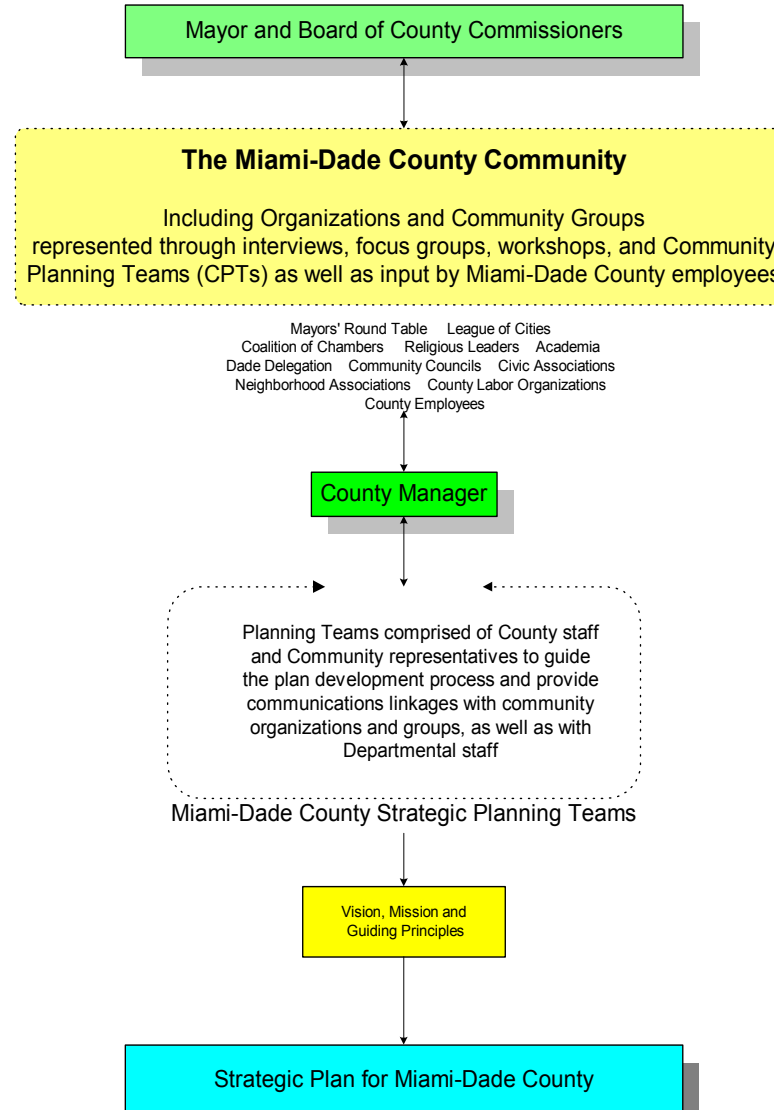 Mayor and Board of County Commissioners
The Miami-Dade County Community
Including Organizations and Community Groups
represented through interviews, focus groups, workshops, and Community
Planning Teams (CPTs) as well as input by Miami-Dade County employees
Mayors' Round Table League of Cities
Coalition of Chambers Religious Leaders Academia
Dade Delegation Community Councils Civic Associations
Neighborhood Associations County Labor Organizations
County Employees
County Manager
Planning Teams comprised of County staff
and Community representatives to guide
the plan development process and provide
communications linkages with community
organizations and groups, as well as with
Departmental staff
Miami-Dade County Strategic Planning Teams
Vision, Mission and
Guiding Principles
Strategic Plan for Miami-Dade County